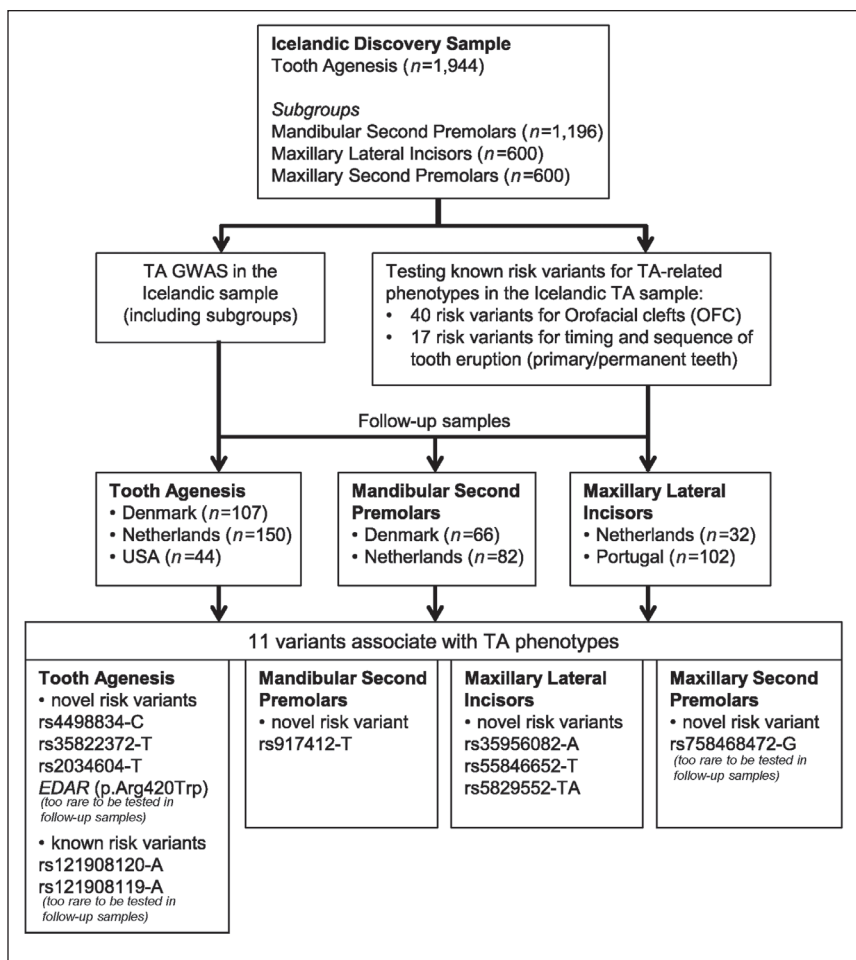 Icelandic Discovery Sample
Tooth Agenesis (n=1,944)
Subgroups
Mandibular Second Premolars (n=1,196)
Maxillary Lateral Incisors (n=600)
Maxillary Second Premolars (n=600)
TA GWAS in the
Icelandic sample
(including subgroups)
Testing known risk variants for TA-related
phenotypes in the Icelandic TA sample:
• 40 risk variants for Orofacial clefts (OFC)
• 17 risk variants for timing and sequence of
tooth eruption (primary/permanent teeth)
Follow-up samples
Tooth Agenesis
• Denmark (n=107)
• Netherlands (n=150)
• USA (n=44)
Mandibular Second
Premolars
• Denmark (n=66)
• Netherlands (n=82)
Maxillary Lateral
Incisors
• Netherlands (n=32)
• Portugal (n=102)
11 variants associate with TA phenotypes
Tooth Agenesis
• novel risk variants
rs4498834-C
rs35822372-T
rs2034604-T
EDAR (p.Arg420Trp)
(too rare to be tested in
follow-up samples)
• known risk variants
rs121908120-A
rs121908119-A
(too rare to be tested in
follow-up samples)
Mandibular Second
Premolars
• novel risk variant
rs917412-T
Maxillary Lateral
Incisors
• novel risk variants
rs35956082-A
rs55846652-T
rs5829552-TA
Maxillary Second
Premolars
• novel risk variant
rs758468472-G
(too rare to be tested in
follow-up samples)